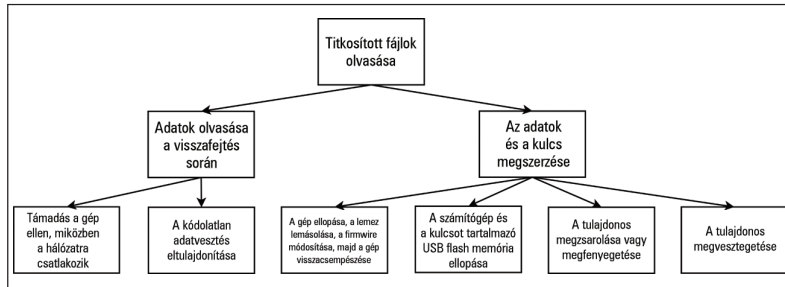 Titkosított fájlok
olvasása
Adatok olvasása
a visszafejtés
során
Az adatok
és a kulcs
megszerzése
Támadás a gép
ellen, miközben
a hálózatra
csatlakozik
A kódolatlan
adatvesztés
eltulajdonítása
A gép ellopása, a lemez
lemásolása, a firmwire
módosítása, majd a gép
visszacsempészése
A számítógép és
a kulcsot tartalmazó
USB flash memória
ellopása
A tulajdonos
megzsarolása vagy
megfenyegetése
A tulajdonos
megvesztegetése